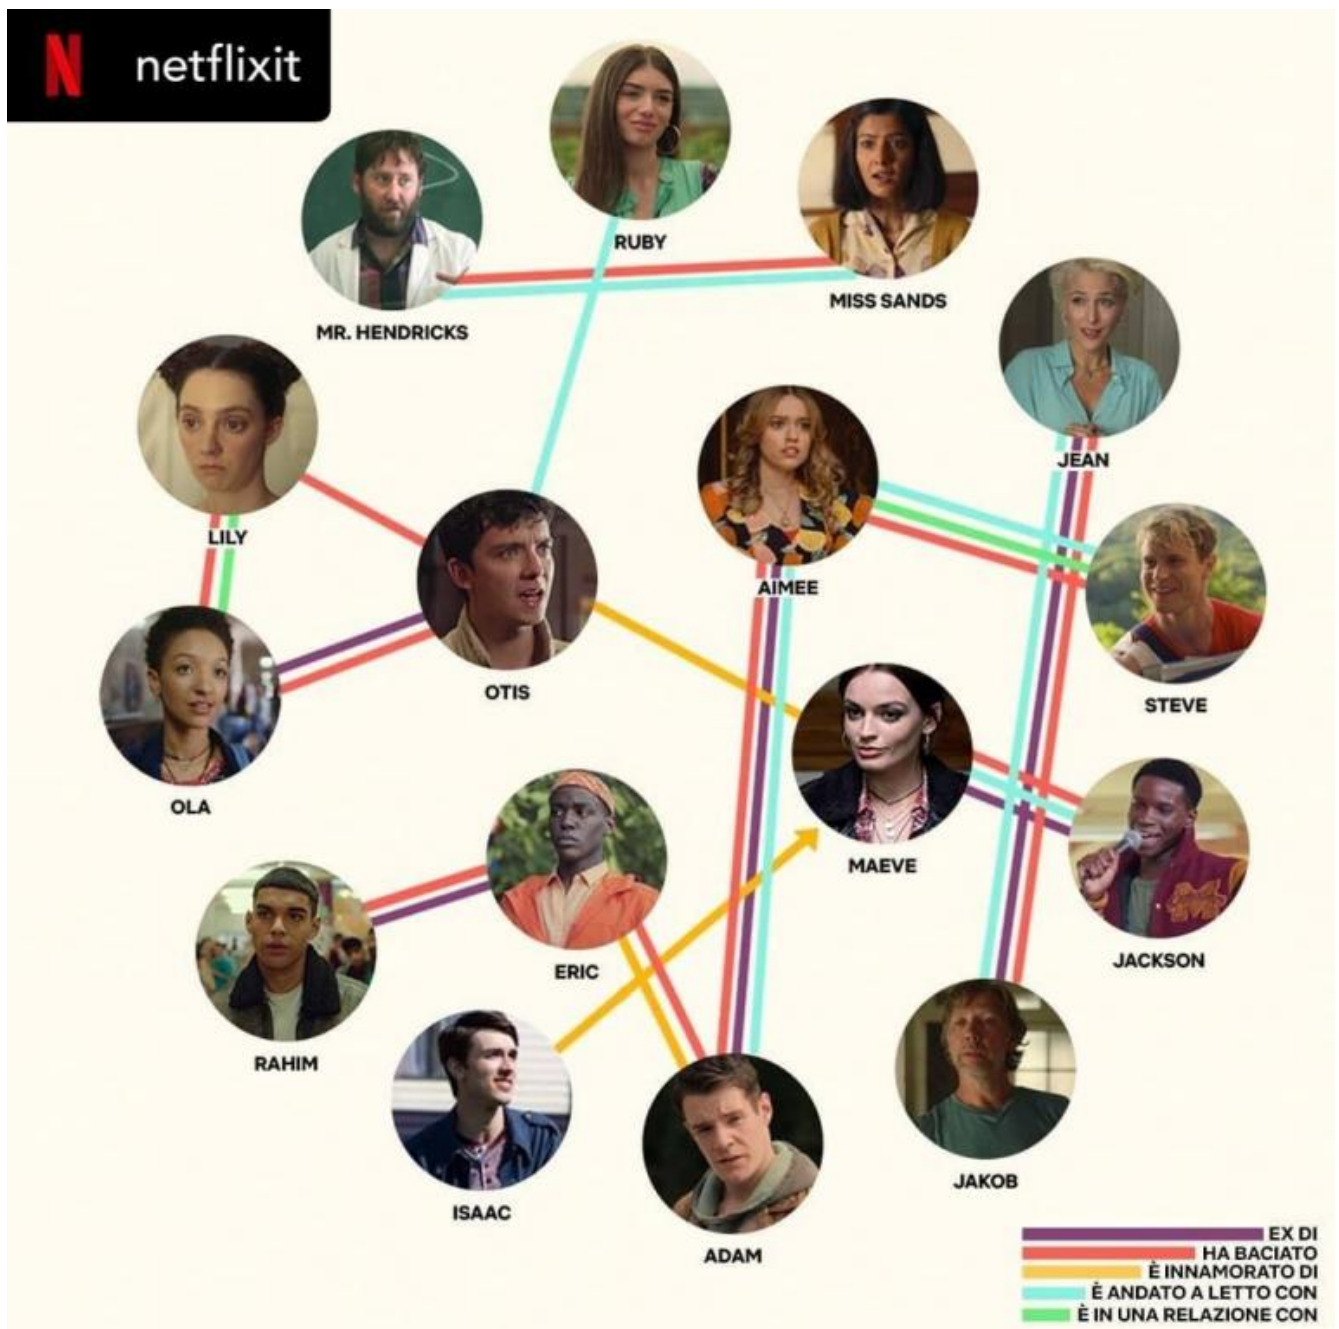 netflixit
RUBY
MISS SANDS
MR. HENDRICKS
JEAN
LILY
AIMEE
OTIS
STEVE
OLA
MAEVE
JACKSON
ERIC
RAHIM
JAKOB
ISAAC
ADAM
EX DI
HA BACIATO
È INNAMORATO DI
È ANDATO A LETTO CON
È IN UNA RELAZIONE CON